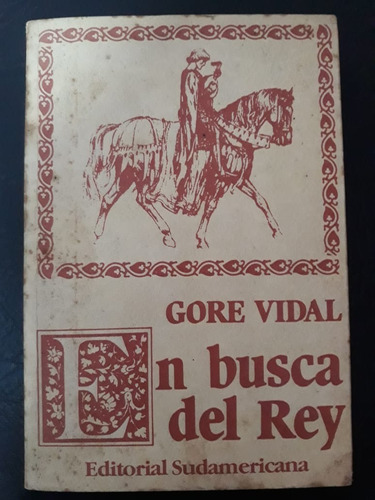 GORE VIDAL
En busca
del Rey
Editorial Sudamericana